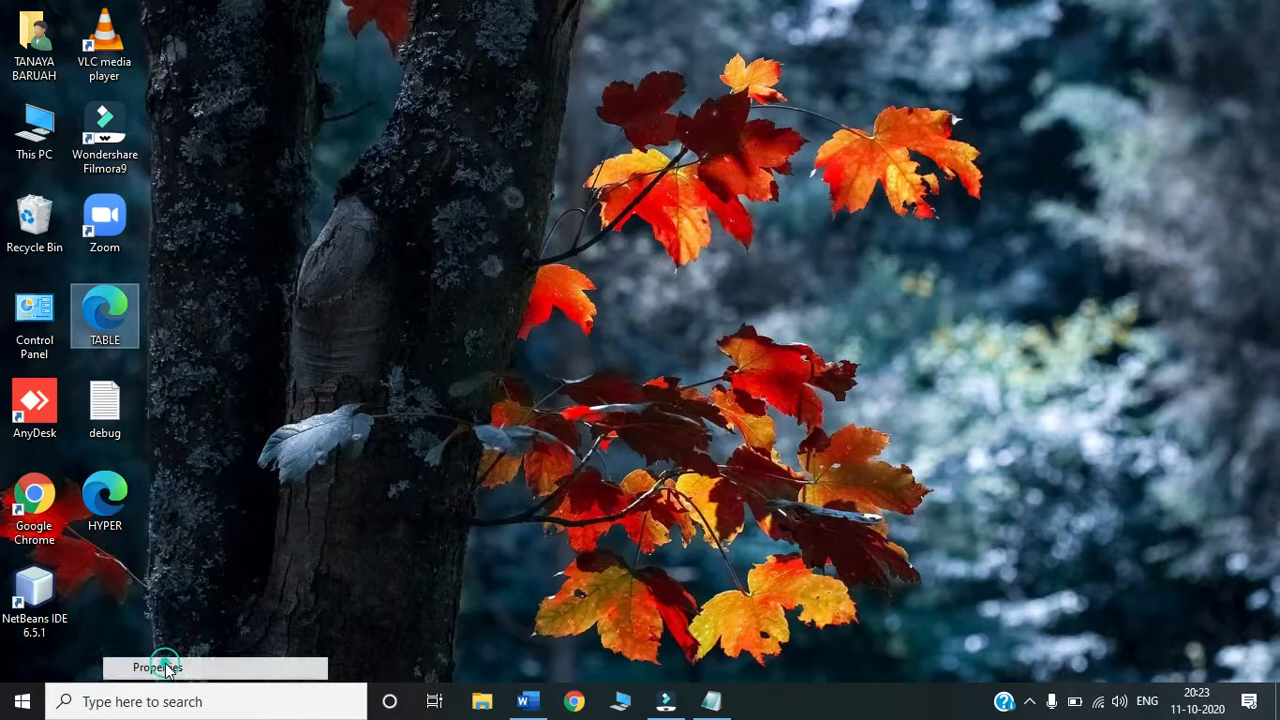 TANAYA
BARUAH
VLC media
player
This PC
Wondershare
Filmora9
Recycle Bin
Zoom
Control
Panel
TABLE
AnyDesk
debug
Google
Chrome
HYPER
NetBeans IDE
6.5.1
Properties
Type here to search
ENG
20:23
11-10-2020